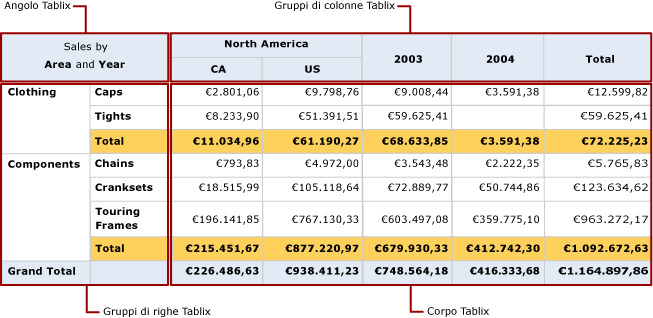 Angolo Tablix Gruppi di colonne Tablix
Sales by
Area and Year
North America
CA US 2003 2004 Total
Clothing Caps €2.801,06 €9.798,76 €9.008,44 €3.591,38 €12.599,82
Tights €8.233,90 €51.391,51 €59.625,41 €59.625,41
Total €11.034,96 €61.190,27 €68.633,85 €3.591,38 €72.225,23
Components Chains €793,83 €4.972,00 €3.543,48 €2.222,35 €5.765,83
Cranksets €18.515,99 €105.118,64 €72.889,77 €50.744,86 €123.634,62
Touring
Frames €196.141,85 €767.130,33 €603.497,08 €359.775,10 €963.272,17
Total €215.451,67 €877.220,97 €679.930,33 €412.742,30 €1.092.672,63
Grand Total €226.486,63 €938.411,23 €748.564,18 €416.333,68 €1.164.897,86
Gruppi di righe Tablix Corpo Tablix